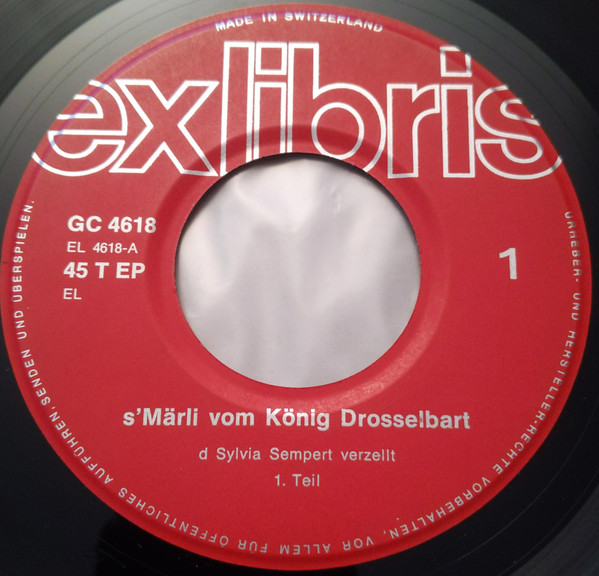 MADE IN SWITZERLAND
exlibris
GC 4618
EL 4618-A
45 T EP
EL
1
s'Märli vom König Drosselbart
d Sylvia Sempert verzellt
1. Teil
URHEBER- UND HERSTELLER-RECHTE VORBEHALTEN, VOR ALLEM FÜR ÖFFENTLICHES AUFFÜHREN, SENDEN UND ÜBERSPIELEN.